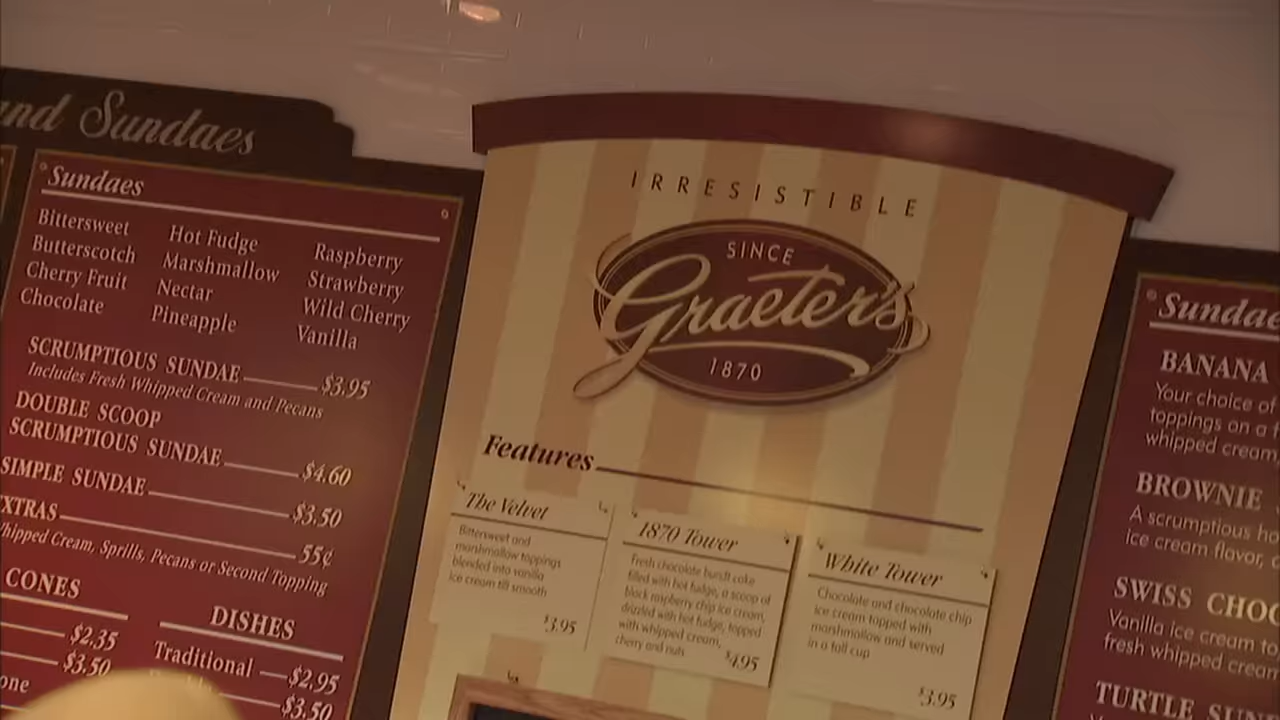 and Sundaes
Sundaes
Bittersweet
Butterscotch
Cherry Fruit
Chocolate
Hot Fudge
Marshmallow
Nectar
Pineapple
Raspberry
Strawberry
Wild Cherry
Vanilla
SCRUMPTIOUS SUNDAE $3.95
Includes Fresh Whipped Cream and Pecans
DOUBLE SCOOP
SCRUMPTIOUS SUNDAE $4.60
SIMPLE SUNDAE $3.50
EXTRAS 55¢
Whipped Cream, Sprills, Pecans or Second Topping
CONES
$2.35
$3.50
DISHES
Traditional $2.95
$3.50
IRRESISTIBLE
SINCE
Graeter's
1870
Features
The Velvet
Bittersweet and
marshmallow toppings
blended into vanilla
ice cream till smooth
$3.95
1870 Tower
Fresh chocolate bundt cake
filled with hot fudge, a scoop of
black raspberry chip ice cream,
drizzled with hot fudge, topped
with whipped cream,
cherry and nuts $4.95
White Tower
Chocolate and chocolate chip
ice cream topped with
marshmallow and served
in a tall cup
$3.95
Sundae
BANANA
Your choice of
toppings on a
whipped cream,
BROWNIE
A scrumptious ho
ice cream flavor,
SWISS CHOC
Vanilla ice cream to
fresh whipped cream
TURTLE SUN